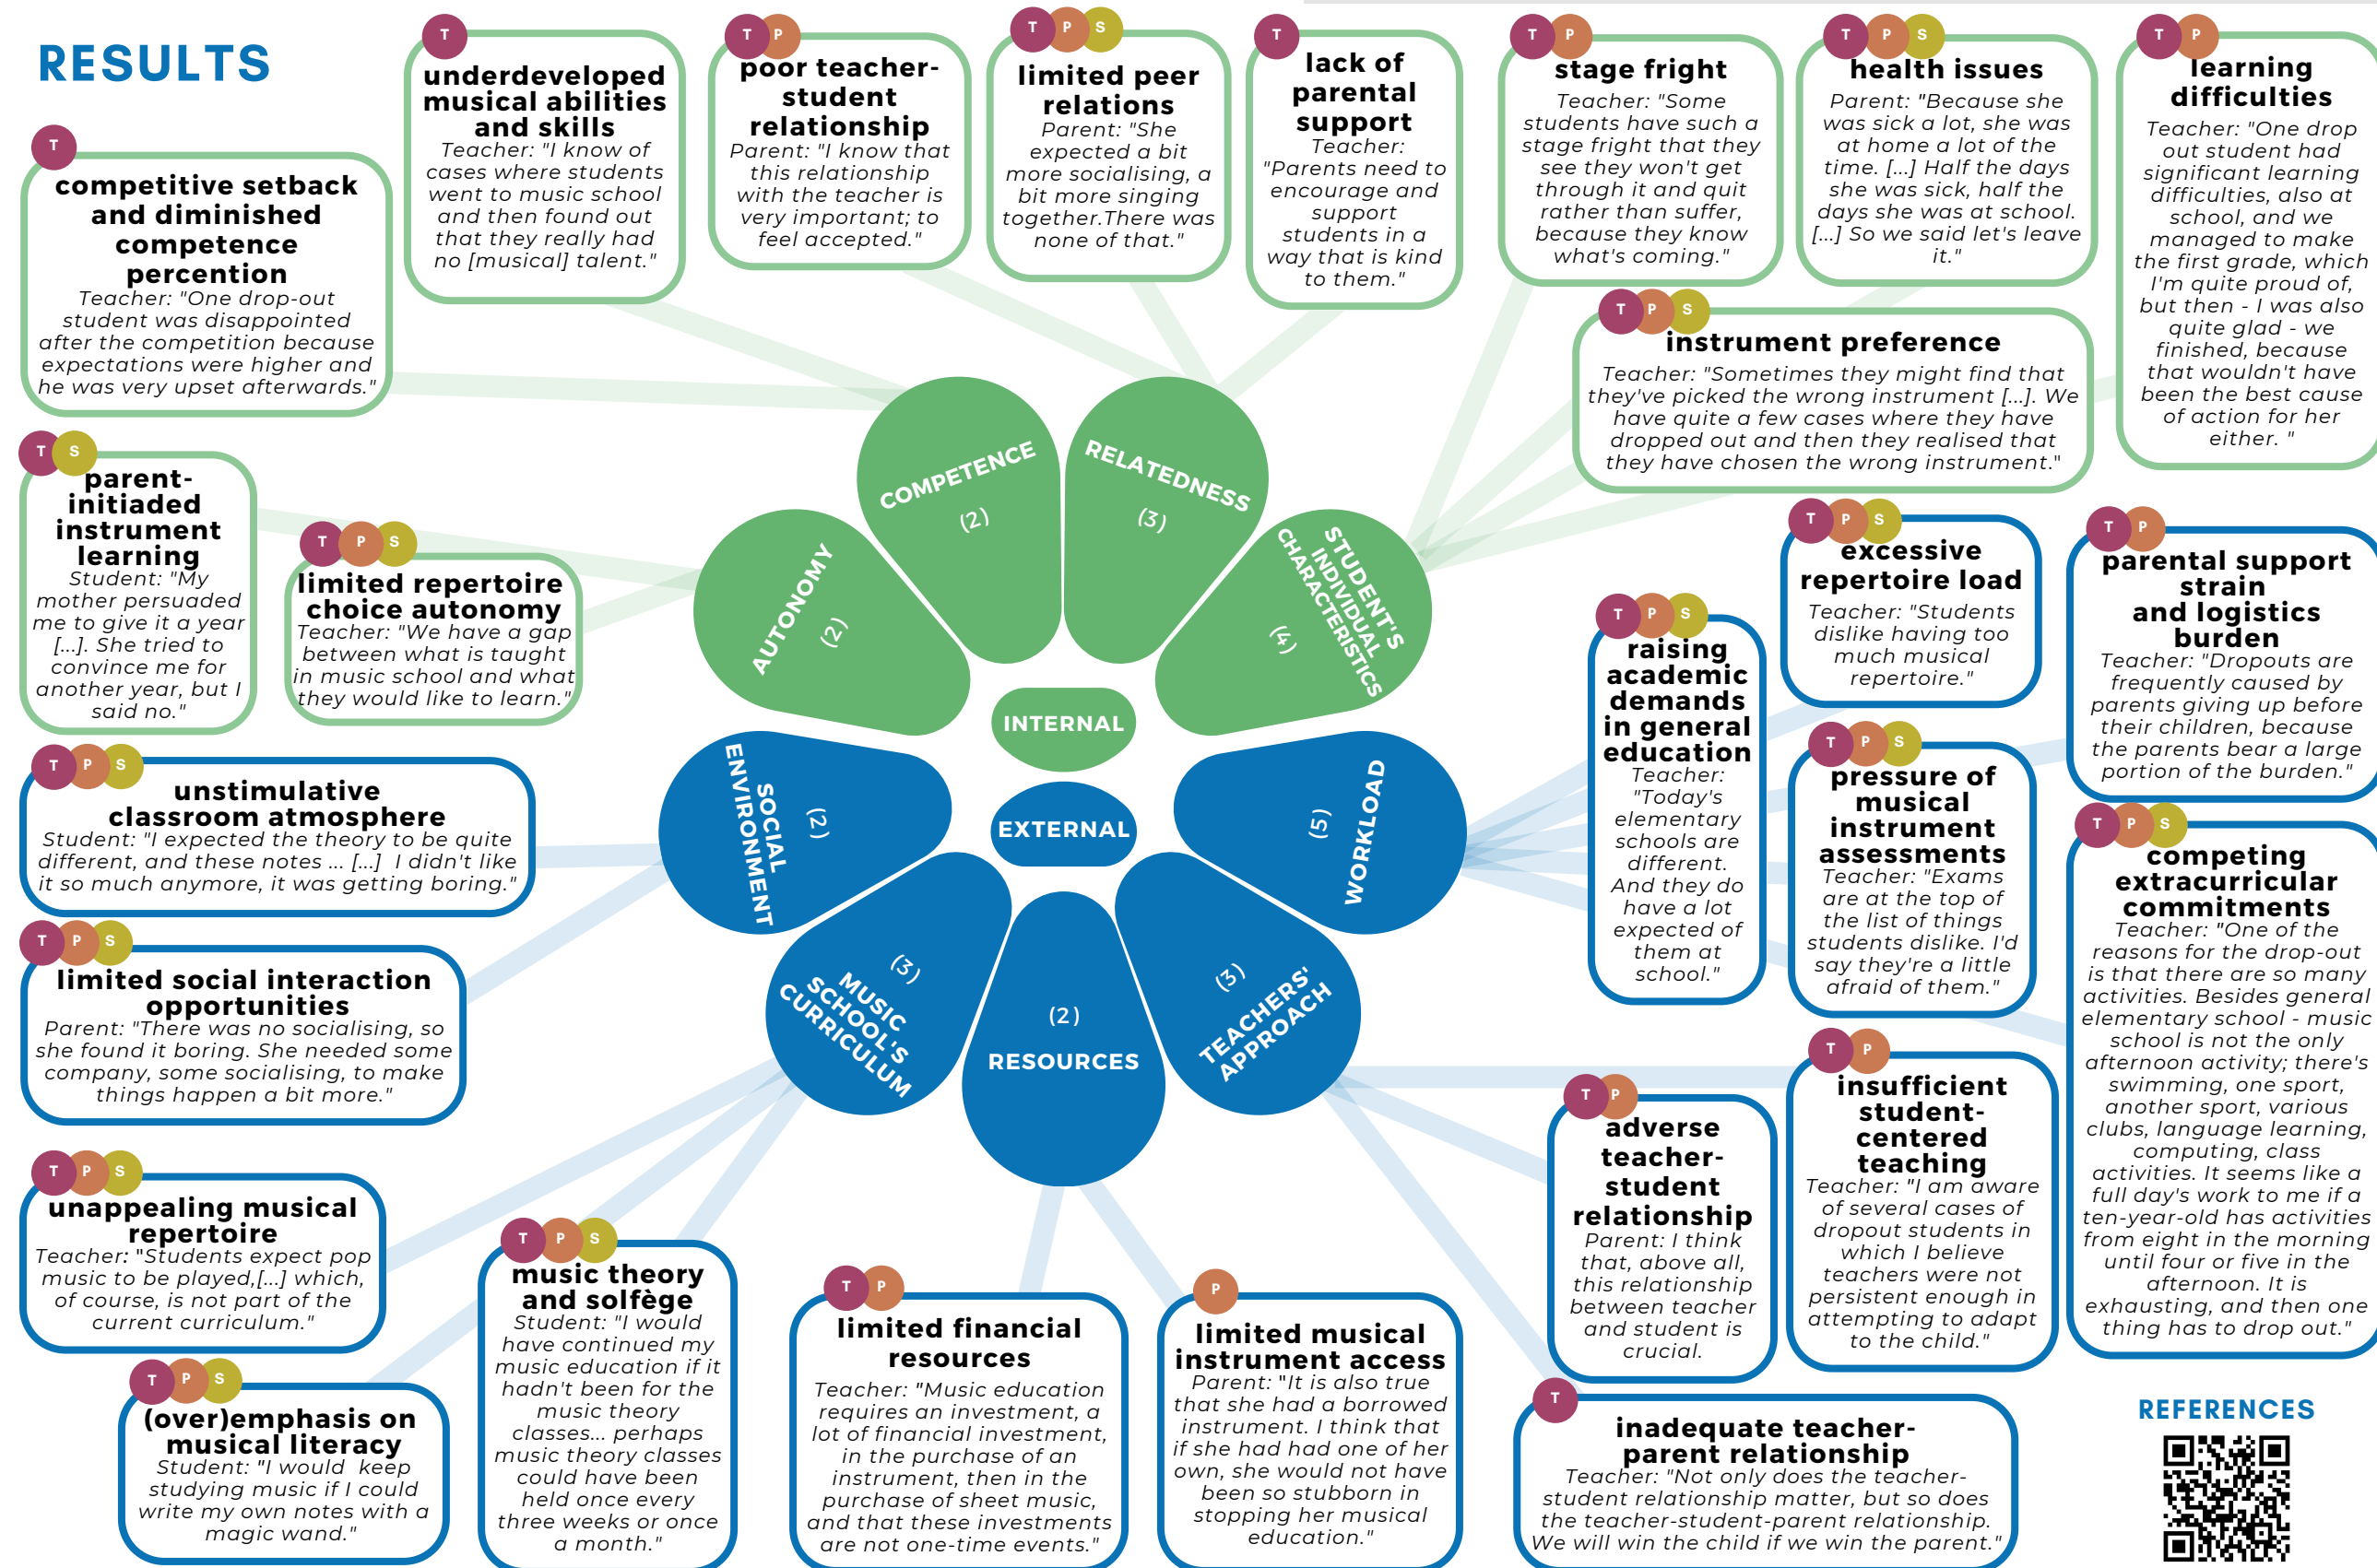 RESULTS
T
competitive setback
and diminished
competence
percention
Teacher: "One drop-out
student was disappointed
after the competition because
expectations were higher and
he was very upset afterwards."
T
underdeveloped
musical abilities
and skills
Teacher: "I know of
cases where students
went to music school
and then found out
that they really had
no [musical] talent."
T P
poor teacher-
student
relationship
Parent: "I know that
this relationship
with the teacher is
very important; to
feel accepted."
T P S
limited peer
relations
Parent: "She
expected a bit
more socialising, a
bit more singing
together.There was
none of that."
T
lack of
parental
support
Teacher:
"Parents need to
encourage and
support
students in a
way that is kind
to them."
T P
stage fright
Teacher: "Some
students have such a
stage fright that they
see they won't get
through it and quit
rather than suffer,
because they know
what's coming."
T P S
health issues
Parent: "Because she
was sick a lot, she was
at home a lot of the
time. [...] Half the days
she was sick, half the
days she was at school.
[...] So we said let's leave
it."
T P
learning
difficulties
Teacher: "One drop
out student had
significant learning
difficulties, also at
school, and we
managed to make
the first grade, which
I'm quite proud of,
but then - I was also
quite glad - we
finished, because
that wouldn't have
been the best cause
of action for her
either. "
T P S
instrument preference
Teacher: "Sometimes they might find that
they've picked the wrong instrument [...]. We
have quite a few cases where they have
dropped out and then they realised that
they have chosen the wrong instrument."
T S
parent-
initiaded
instrument
learning
Student: "My
mother persuaded
me to give it a year
[...]. She tried to
convince me for
another year, but I
said no."
T P S
limited repertoire
choice autonomy
Teacher: "We have a gap
between what is taught
in music school and what
they would like to learn."
AUTONOMY
(2)
COMPETENCE
(2)
RELATEDNESS
(3)
STUDENT'S
INDIVIDUAL
CHARACTERISTICS
(4)
INTERNAL
EXTERNAL
SOCIAL
ENVIRONMENT
(2)
(3)
MUSIC
SCHOOL'S
CURRICULUM
(2)
RESOURCES
(3)
TEACHERS'
APPROACH
(5)
WORKLOAD
T P S
unstimulative
classroom atmosphere
Student: "I expected the theory to be quite
different, and these notes ... [...] I didn't like
it so much anymore, it was getting boring."
T P S
limited social interaction
opportunities
Parent: "There was no socialising, so
she found it boring. She needed some
company, some socialising, to make
things happen a bit more."
T P S
unappealing musical
repertoire
Teacher: "Students expect pop
music to be played,[...] which,
of course, is not part of the
current curriculum."
T P S
(over)emphasis on
musical literacy
Student: "I would keep
studying music if I could
write my own notes with a
magic wand."
T P S
music theory
and solfège
Student: "I would
have continued my
music education if it
hadn't been for the
music theory
classes... perhaps
music theory classes
could have been
held once every
three weeks or once
a month."
T P
limited financial
resources
Teacher: "Music education
requires an investment, a
lot of financial investment,
in the purchase of an
instrument, then in the
purchase of sheet music,
and that these investments
are not one-time events."
P
limited musical
instrument access
Parent: "It is also true
that she had a borrowed
instrument. I think that
if she had had one of her
own, she would not have
been so stubborn in
stopping her musical
education."
T P S
raising
academic
demands
in general
education
Teacher:
"Today's
elementary
schools are
different.
And they do
have a lot
expected of
them at
school."
T P S
excessive
repertoire load
Teacher: "Students
dislike having too
much musical
repertoire."
T P S
pressure of
musical
instrument
assessments
Teacher: "Exams
are at the top of
the list of things
students dislike. I'd
say they're a little
afraid of them."
T P
parental support
strain
and logistics
burden
Teacher: "Dropouts are
frequently caused by
parents giving up before
their children, because
the parents bear a large
portion of the burden."
T P S
competing
extracurricular
commitments
Teacher: "One of the
reasons for the drop-out
is that there are so many
activities. Besides general
elementary school - music
school is not the only
afternoon activity; there's
swimming, one sport,
another sport, various
clubs, language learning,
computing, class
activities. It seems like a
full day's work to me if a
ten-year-old has activities
from eight in the morning
until four or five in the
afternoon. It is
exhausting, and then one
thing has to drop out."
T P
adverse
teacher-
student
relationship
Parent: I think
that, above all,
this relationship
between teacher
and student is
crucial.
T P
insufficient
student-
centered
teaching
Teacher: "I am aware
of several cases of
dropout students in
which I believe
teachers were not
persistent enough in
attempting to adapt
to the child."
T
inadequate teacher-
parent relationship
Teacher: "Not only does the teacher-
student relationship matter, but so does
the teacher-student-parent relationship.
We will win the child if we win the parent."
REFERENCES